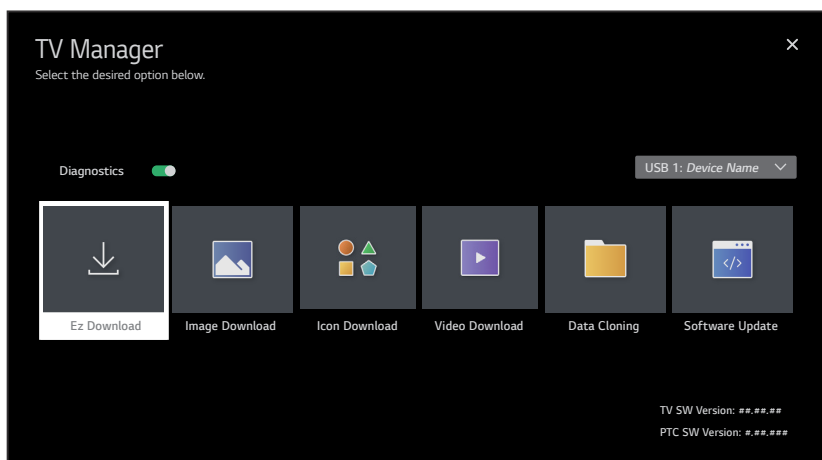 TV Manager
Select the desired option below.
Diagnostics
USB 1: Device Name
</>
Ez Download
Image Download
Icon Download
Video Download
Data Cloning
Software Update
TV SW Version: ##.##.##
PTC SW Version: #.##.###